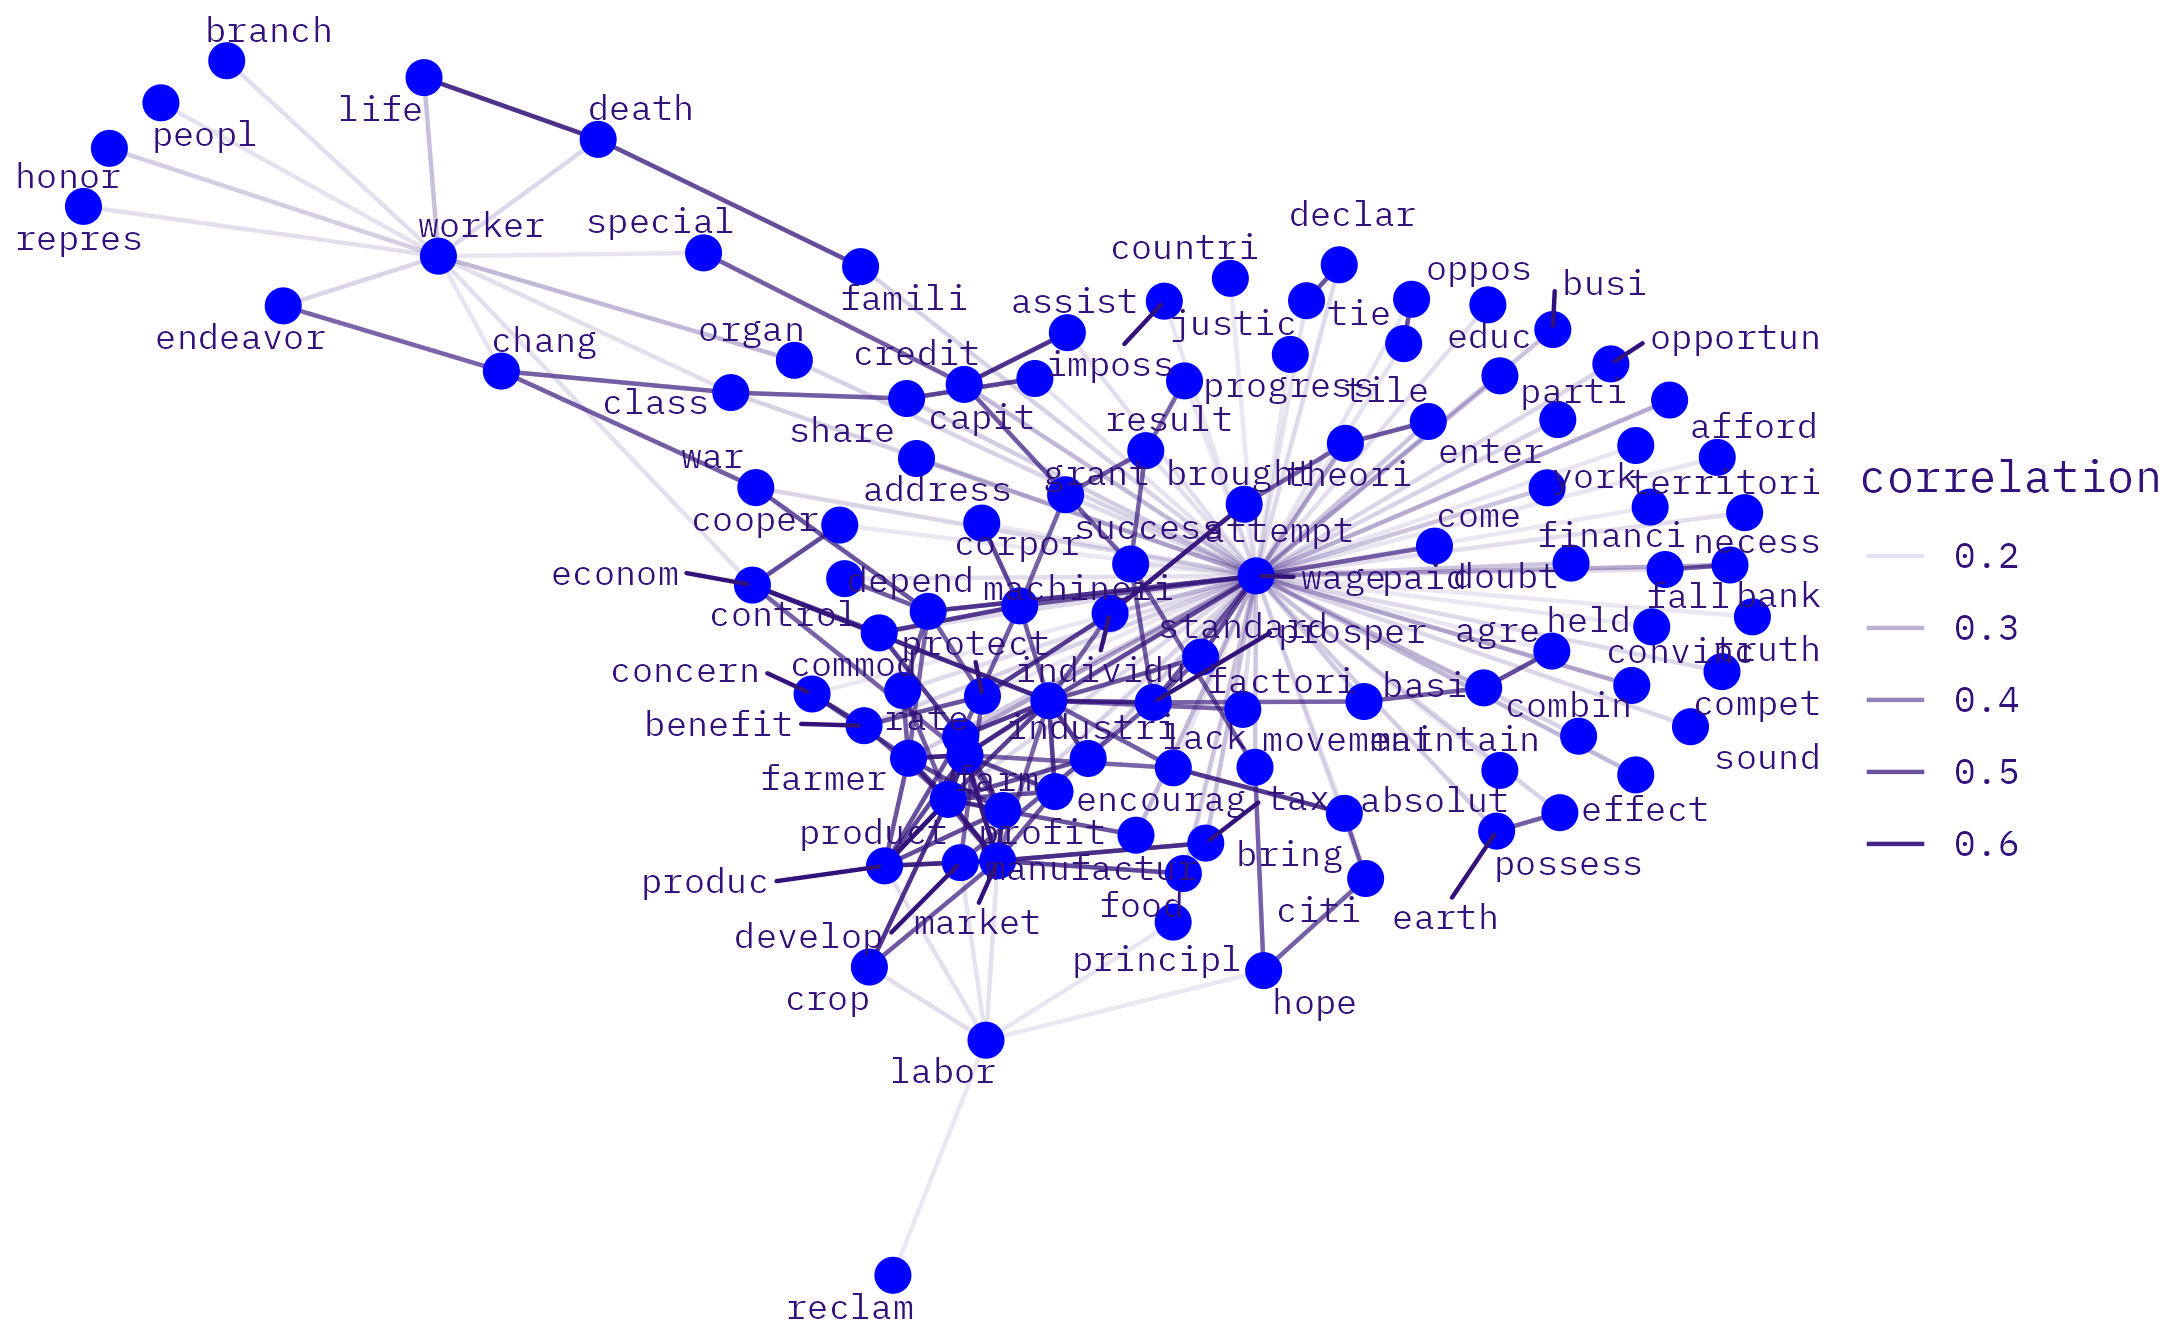 branch
life
death
peopl
honor
repres
worker
special
declar
countri
oppos
busi
famili
assist
justic
tie
educ
opportun
endeavor
chang
organ
credit
imposs
progress
tile
parti
class
share
capit
result
afford
enter
war
grant
brought
theori
york
territori
correlation
address
cooper
success
attempt
come
corpor
financi
necess
0.2
econom
depend
machineri
wage
paid
doubt
fall
bank
control
protect
standard
prosper
agre
held
0.3
convinc
truth
concern
commod
individu
factori
basi
combin
compet
0.4
benefit
rate
industri
lack
movement
maintain
sound
0.5
farmer
farm
encourag
tax
absolut
effect
product
profit
0.6
manufactur
bring
possess
produc
food
citi
earth
market
develop
principl
crop
hope
labor
reclam